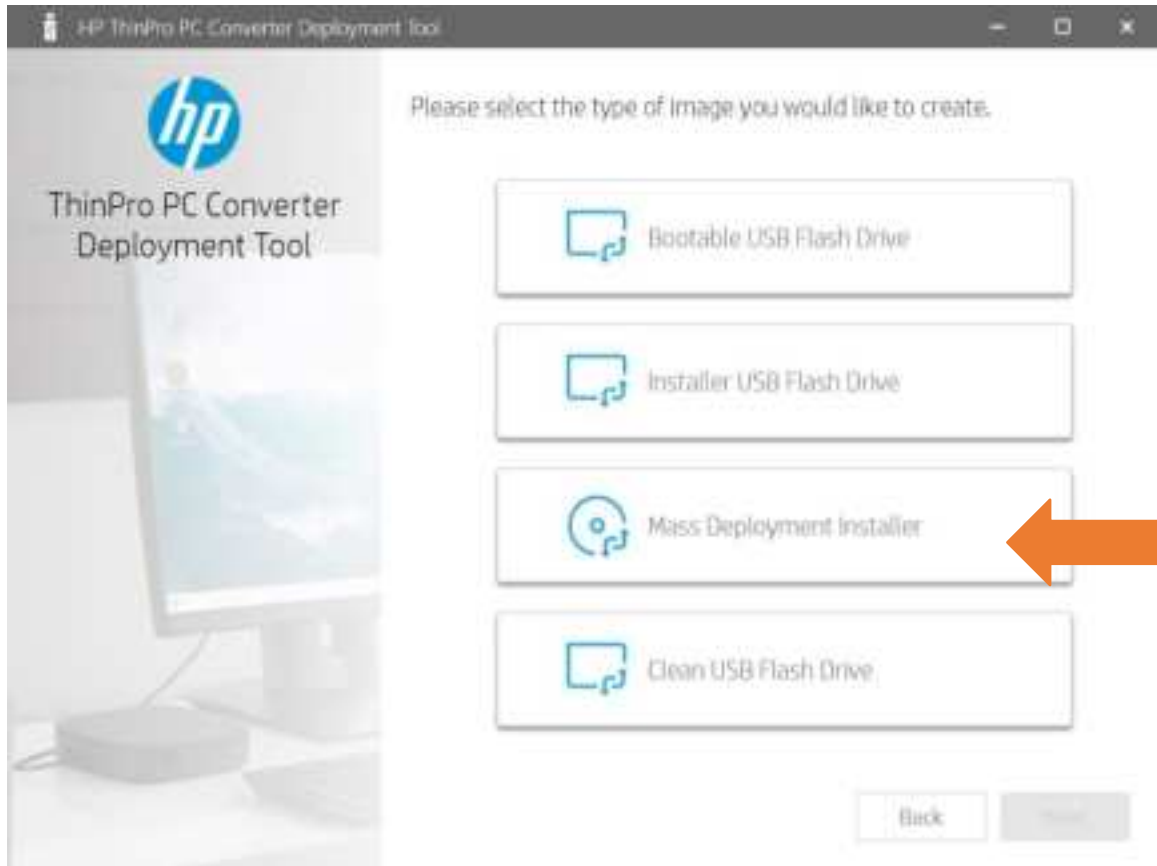 HP ThinPro PC Converter Deployment Tool
hp
ThinPro PC Converter
Deployment Tool
Please select the type of image you would like to create.
Bootable USB Flash Drive
Installer USB Flash Drive
Mass Deployment Installer
Clean USB Flash Drive
Back